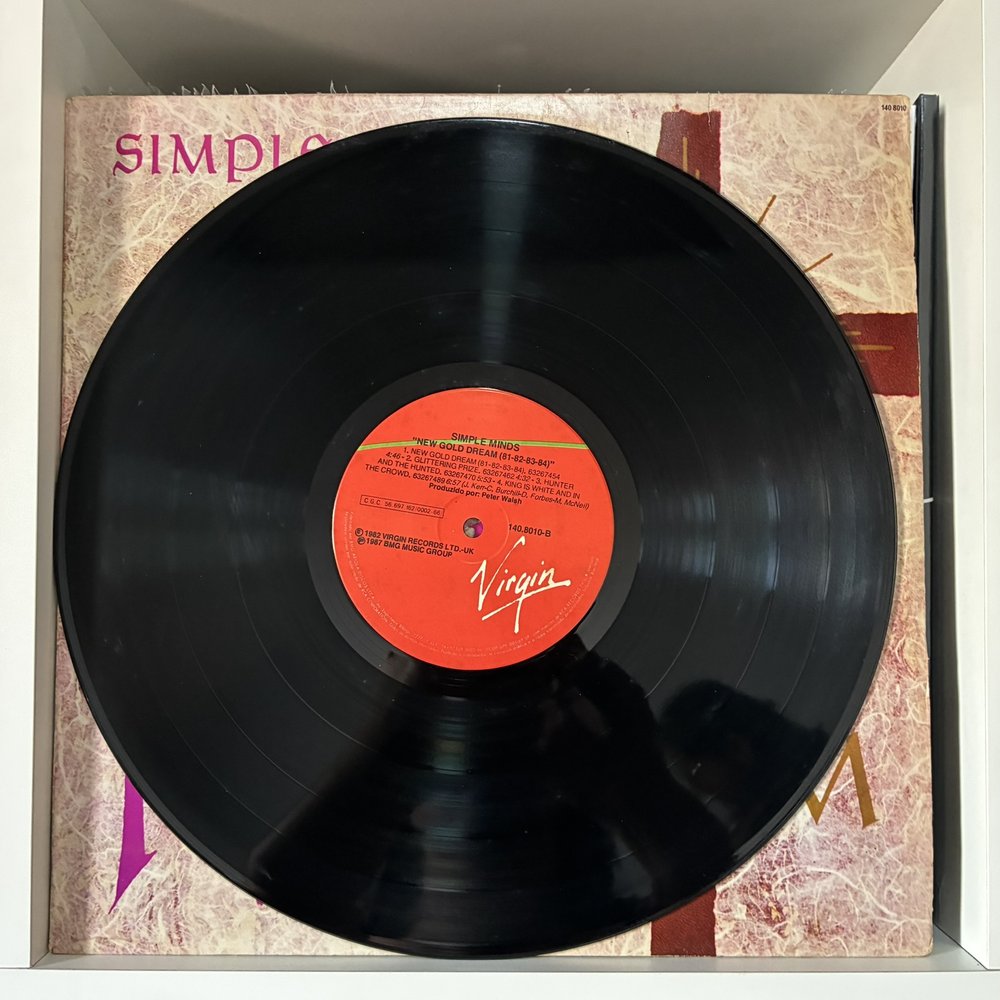 140 8010
SIMPLE
SIMPLE MINDS
"NEW GOLD DREAM (81-82-83-84)"
1. NEW GOLD DREAM (81-82-83-84), 63267454
4:46 - 2. GLITTERING PRIZE, 63267462 4:32 - 3. HUNTER
AND THE HUNTED, 63267470 5:53 - 4. KING IS WHITE AND IN
THE CROWD, 63267489 6:57 (J. Kerr-C. Burchill-D. Forbes-M. McNeil)
Produzido por: Peter Walsh
C.G.C. 56 697 162/0002-66
140.8010-B
Ⓒ 1982 VIRGIN RECORDS LTD.-UK
Ⓟ 1987 BMG MUSIC GROUP
Virgin
M